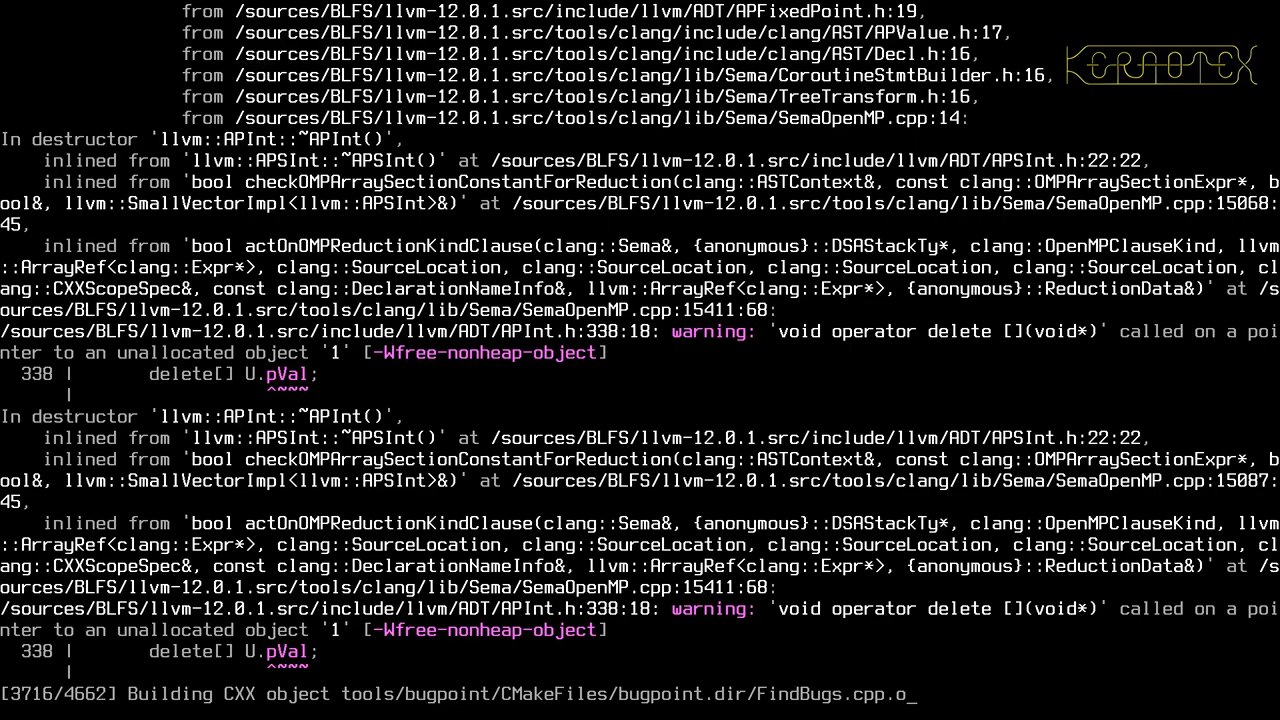 from /sources/BLFS/llvm-12.0.1.src/include/llvm/ADT/APFixedPoint.h:19,
from /sources/BLFS/llvm-12.0.1.src/tools/clang/include/clang/AST/APValue.h:17,
from /sources/BLFS/llvm-12.0.1.src/tools/clang/include/clang/AST/Decl.h:16,
from /sources/BLFS/llvm-12.0.1.src/tools/clang/lib/Sema/CoroutineStmtBuilder.h:16,
KERNOTEX
from /sources/BLFS/llvm-12.0.1.src/tools/clang/lib/Sema/TreeTransform.h:16,
from /sources/BLFS/llvm-12.0.1.src/tools/clang/lib/Sema/SemaOpenMP.cpp:14:
In destructor 'llvm::APInt::~APInt()',
inlined from 'llvm::APSInt::~APSInt()' at /sources/BLFS/llvm-12.0.1.src/include/llvm/ADT/APSInt.h:22:22,
inlined from 'bool checkOMPArraySectionConstantForReduction(clang::ASTContext&, const clang::OMPArraySectionExpr*, b
ool&, llvm::SmallVectorImpl<llvm::APSInt>&)' at /sources/BLFS/llvm-12.0.1.src/tools/clang/lib/Sema/SemaOpenMP.cpp:15068:
45,
inlined from 'bool actOnOMPReductionKindClause(clang::Sema&, {anonymous}::DSAStackTy*, clang::OpenMPClauseKind, llvm
::ArrayRef<clang::Expr*>, clang::SourceLocation, clang::SourceLocation, clang::SourceLocation, clang::SourceLocation, cl
ang::CXXScopeSpec&, const clang::DeclarationNameInfo&, llvm::ArrayRef<clang::Expr*>, {anonymous}::ReductionData&)' at /s
ources/BLFS/llvm-12.0.1.src/tools/clang/lib/Sema/SemaOpenMP.cpp:15411:68:
/sources/BLFS/llvm-12.0.1.src/include/llvm/ADT/APInt.h:338:18: warning: 'void operator delete [](void*)' called on a poi
nter to an unallocated object '1' [-Wfree-nonheap-object]
338 |       delete[] U.pVal;
|                  ^~~~
In destructor 'llvm::APInt::~APInt()',
inlined from 'llvm::APSInt::~APSInt()' at /sources/BLFS/llvm-12.0.1.src/include/llvm/ADT/APSInt.h:22:22,
inlined from 'bool checkOMPArraySectionConstantForReduction(clang::ASTContext&, const clang::OMPArraySectionExpr*, b
ool&, llvm::SmallVectorImpl<llvm::APSInt>&)' at /sources/BLFS/llvm-12.0.1.src/tools/clang/lib/Sema/SemaOpenMP.cpp:15087:
45,
inlined from 'bool actOnOMPReductionKindClause(clang::Sema&, {anonymous}::DSAStackTy*, clang::OpenMPClauseKind, llvm
::ArrayRef<clang::Expr*>, clang::SourceLocation, clang::SourceLocation, clang::SourceLocation, clang::SourceLocation, cl
ang::CXXScopeSpec&, const clang::DeclarationNameInfo&, llvm::ArrayRef<clang::Expr*>, {anonymous}::ReductionData&)' at /s
ources/BLFS/llvm-12.0.1.src/tools/clang/lib/Sema/SemaOpenMP.cpp:15411:68:
/sources/BLFS/llvm-12.0.1.src/include/llvm/ADT/APInt.h:338:18: warning: 'void operator delete [](void*)' called on a poi
nter to an unallocated object '1' [-Wfree-nonheap-object]
338 |       delete[] U.pVal;
|                  ^~~~
[3716/4662] Building CXX object tools/bugpoint/CMakeFiles/bugpoint.dir/FindBugs.cpp.o_